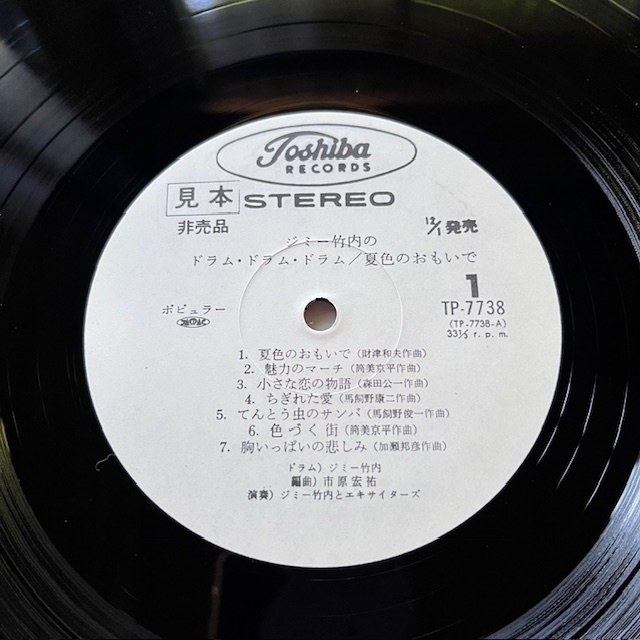 Toshiba
RECORDS
見本 STEREO
非売品
12/1 発売
ジミー竹内の
ドラム・ドラム・ドラム/夏色のおもいで
1
ポピュラー
TP-7738
(TP-7738-A)
33⅓ r. p. m.
1. 夏色のおもいで (財津和夫作曲)
2. 魅力のマーチ (筒美京平作曲)
3. 小さな恋の物語 (森田公一作曲)
4. ちぎれた愛 (馬飼野康二作曲)
5. てんとう虫のサンバ (馬飼野俊一作曲)
6. 色づく街 (筒美京平作曲)
7. 胸いっぱいの悲しみ (加瀬邦彦作曲)
ドラム) ジミー竹内
編曲) 市原宏祐
演奏) ジミー竹内とエキサイターズ